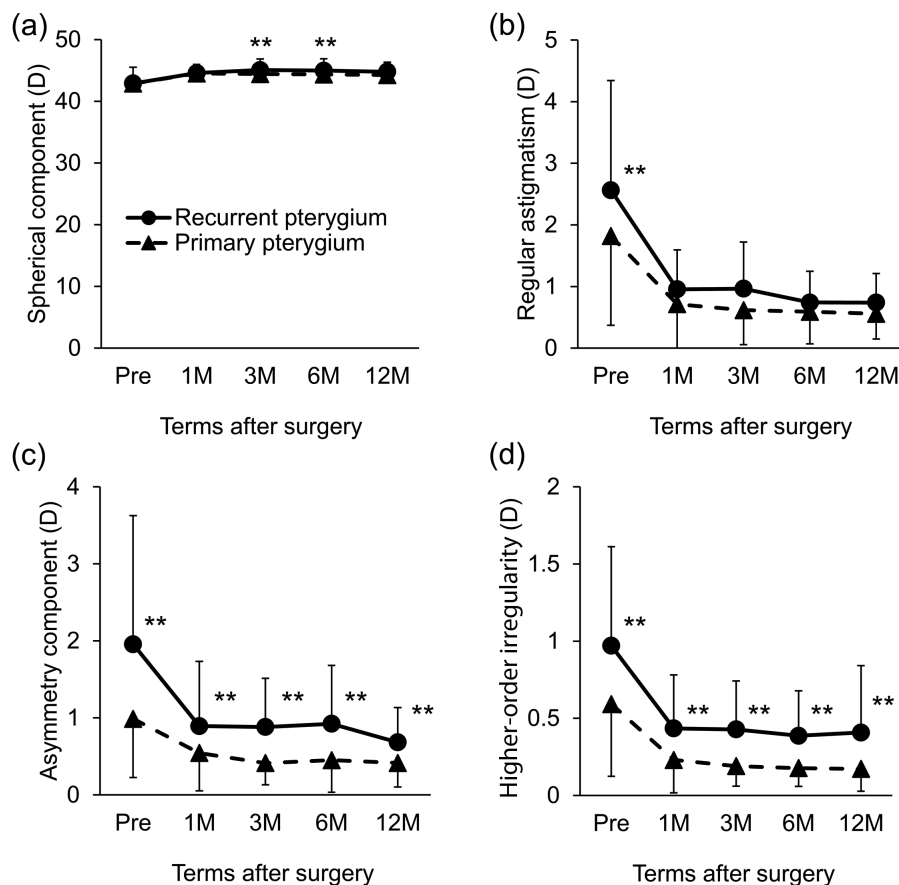 (a)
Spherical component (D)
50
40
30
20
10
0
** **
Recurrent pterygium
Primary pterygium
Pre 1M 3M 6M 12M
Terms after surgery
(b)
Regular astigmatism (D)
5
4
3
2
1
0
**
Pre 1M 3M 6M 12M
Terms after surgery
(c)
Asymmetry component (D)
4
3
2
1
0
** ** ** ** **
Pre 1M 3M 6M 12M
Terms after surgery
(d)
Higher-order irregularity (D)
2
1.5
1
0.5
0
** ** ** ** **
Pre 1M 3M 6M 12M
Terms after surgery